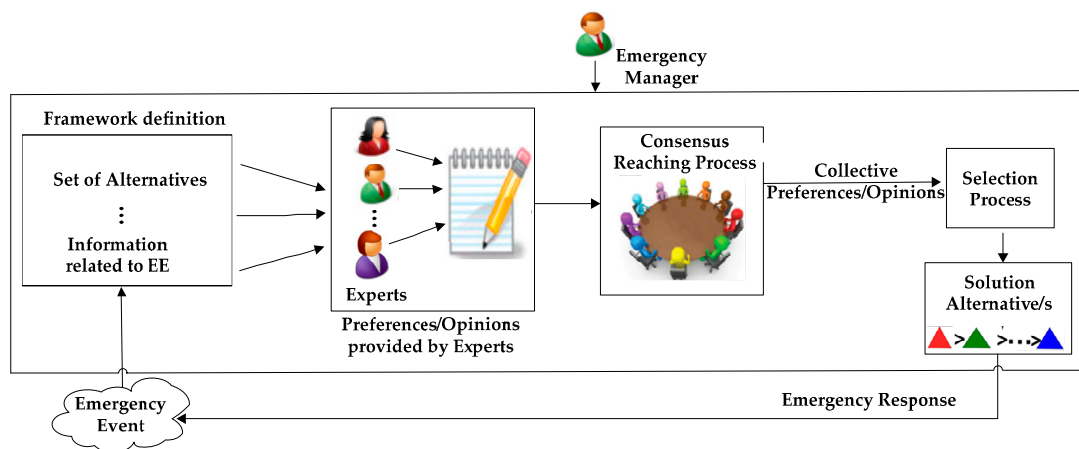 Emergency
Manager
Framework definition
Set of Alternatives
...
Information
related to EE
Experts
Preferences/Opinions
provided by Experts
Consensus
Reaching Process
Collective
Preferences/Opinions
Selection
Process
Solution
Alternative/s
> > ...>
Emergency Response
Emergency
Event